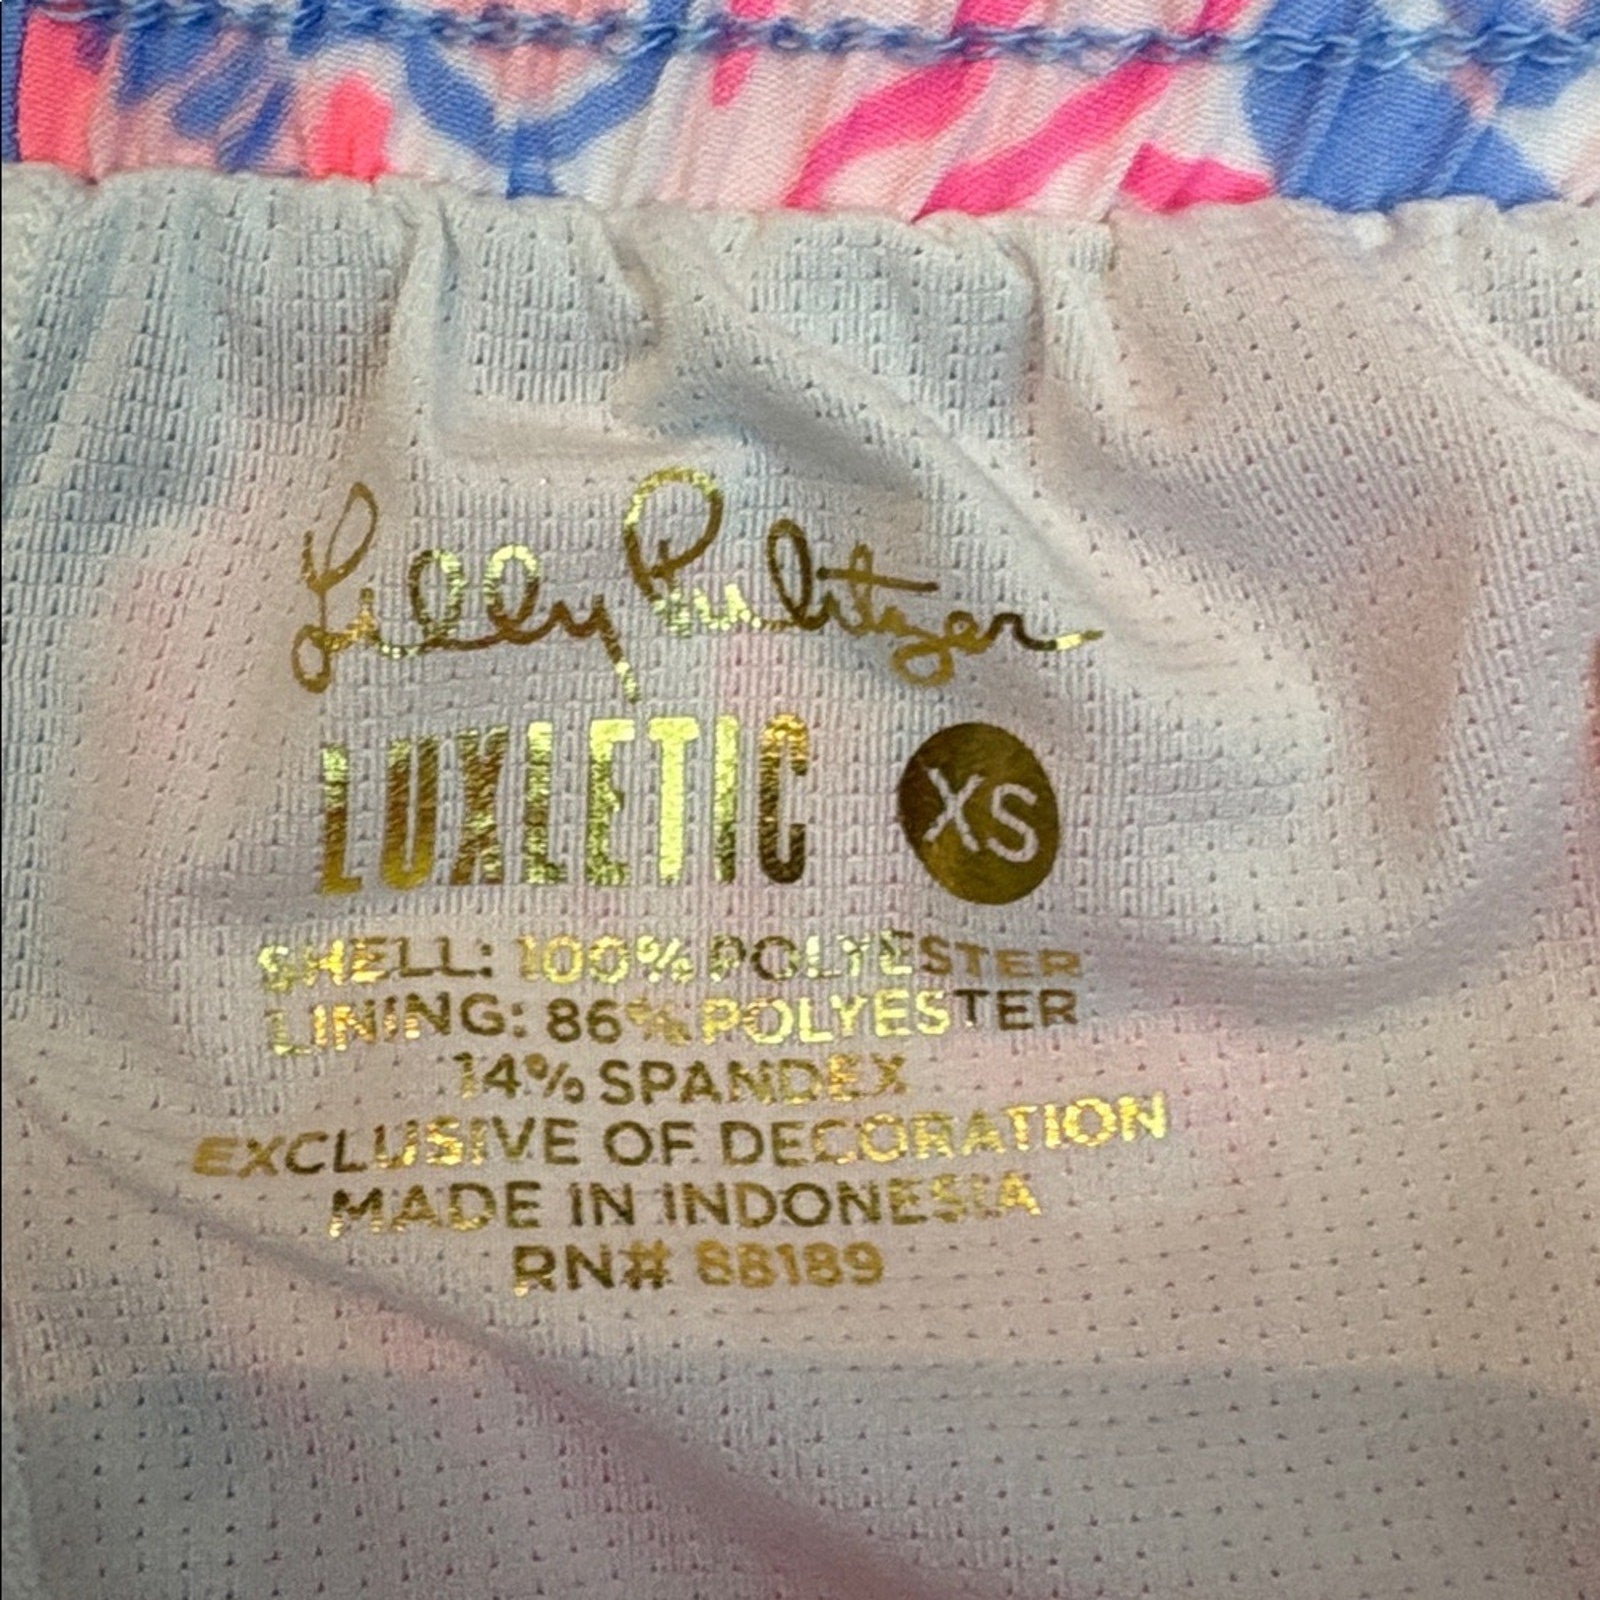 Lilly Pulitzer
LUXLETIC XS
SHELL: 100% POLYESTER
LINING: 86% POLYESTER
14% SPANDEX
EXCLUSIVE OF DECORATION
MADE IN INDONESIA
RN# 88189